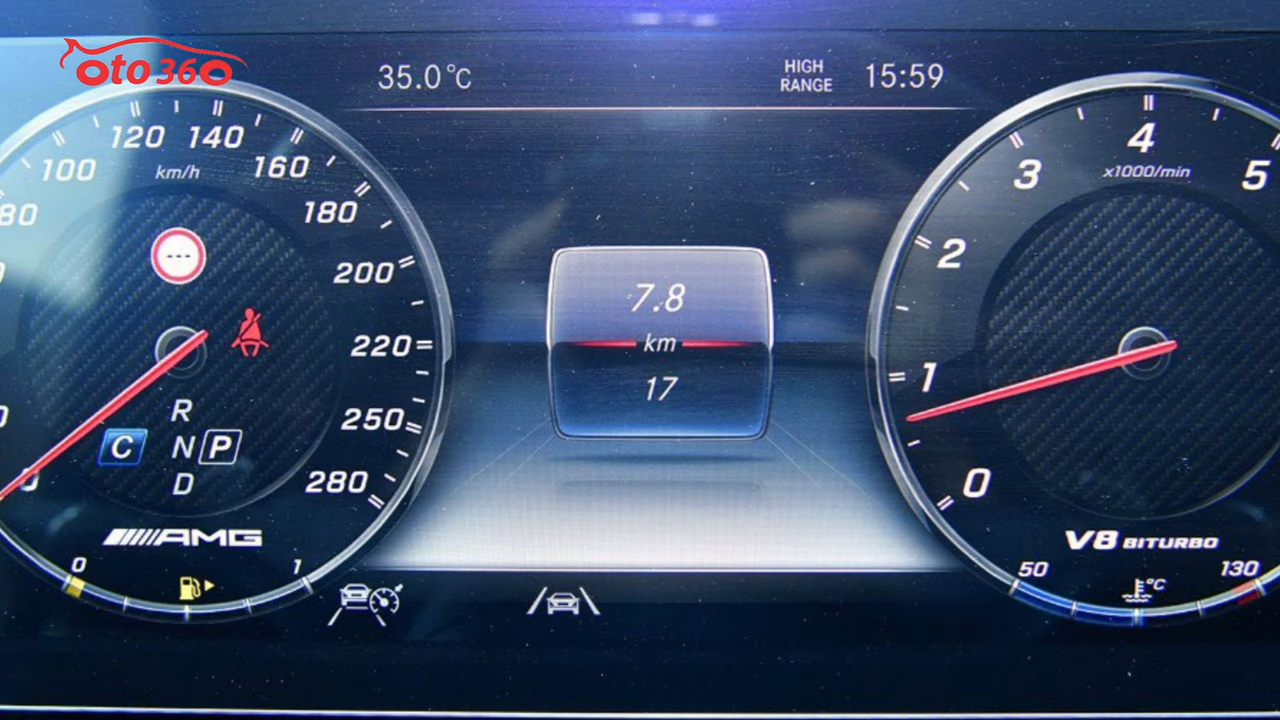 oto360
35.0°C
HIGH RANGE 15:59
80
100
120
140
160
180
200
220
250
280
km/h
---
R
C N P
D
AMG
0 1
7.8
km
17
0
1
2
3
4
5
x1000/min
V8 BITURBO
50 °C 130